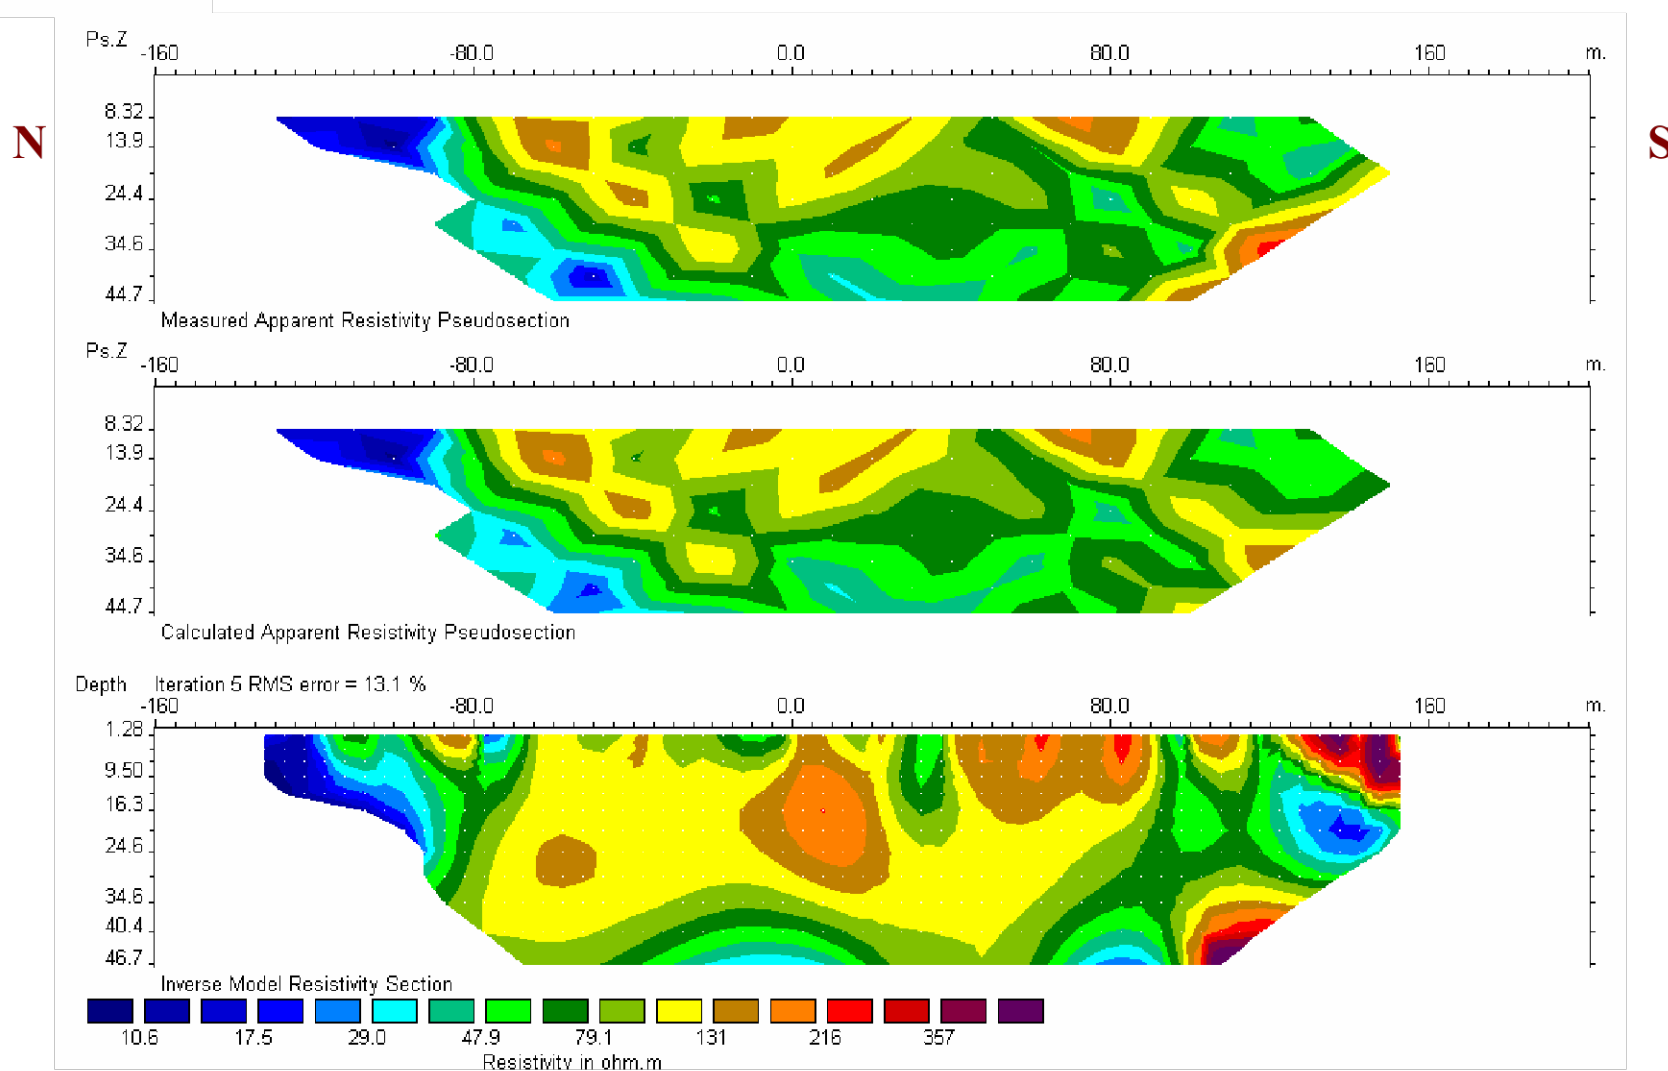 Ps.Z
-160 -80.0 0.0 80.0 160 m.
8.32
N
S
13.9
24.4
34.6
44.7
Measured Apparent Resistivity Pseudosection
Ps.Z
-160 -80.0 0.0 80.0 160 m.
8.32
13.9
24.4
34.6
44.7
Calculated Apparent Resistivity Pseudosection
Depth Iteration 5 RMS error = 13.1 %
-160 -80.0 0.0 80.0 160 m.
1.28
9.50
16.3
24.6
34.6
40.4
46.7
Inverse Model Resistivity Section
10.6 17.5 29.0 47.9 79.1 131 216 357
Resistivity in ohm.m